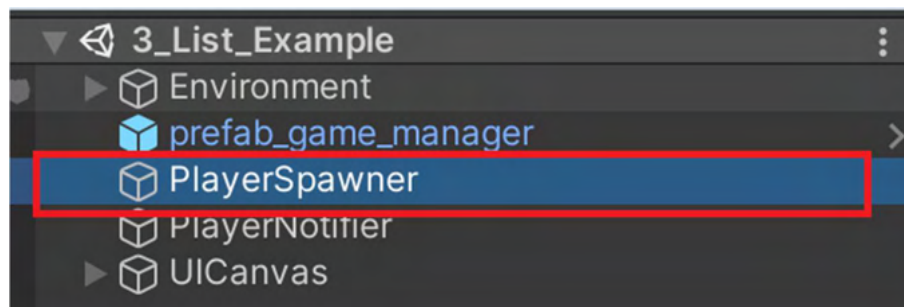 3_List_Example
Environment
prefab_game_manager
PlayerSpawner
PlayerNotifier
UICanvas